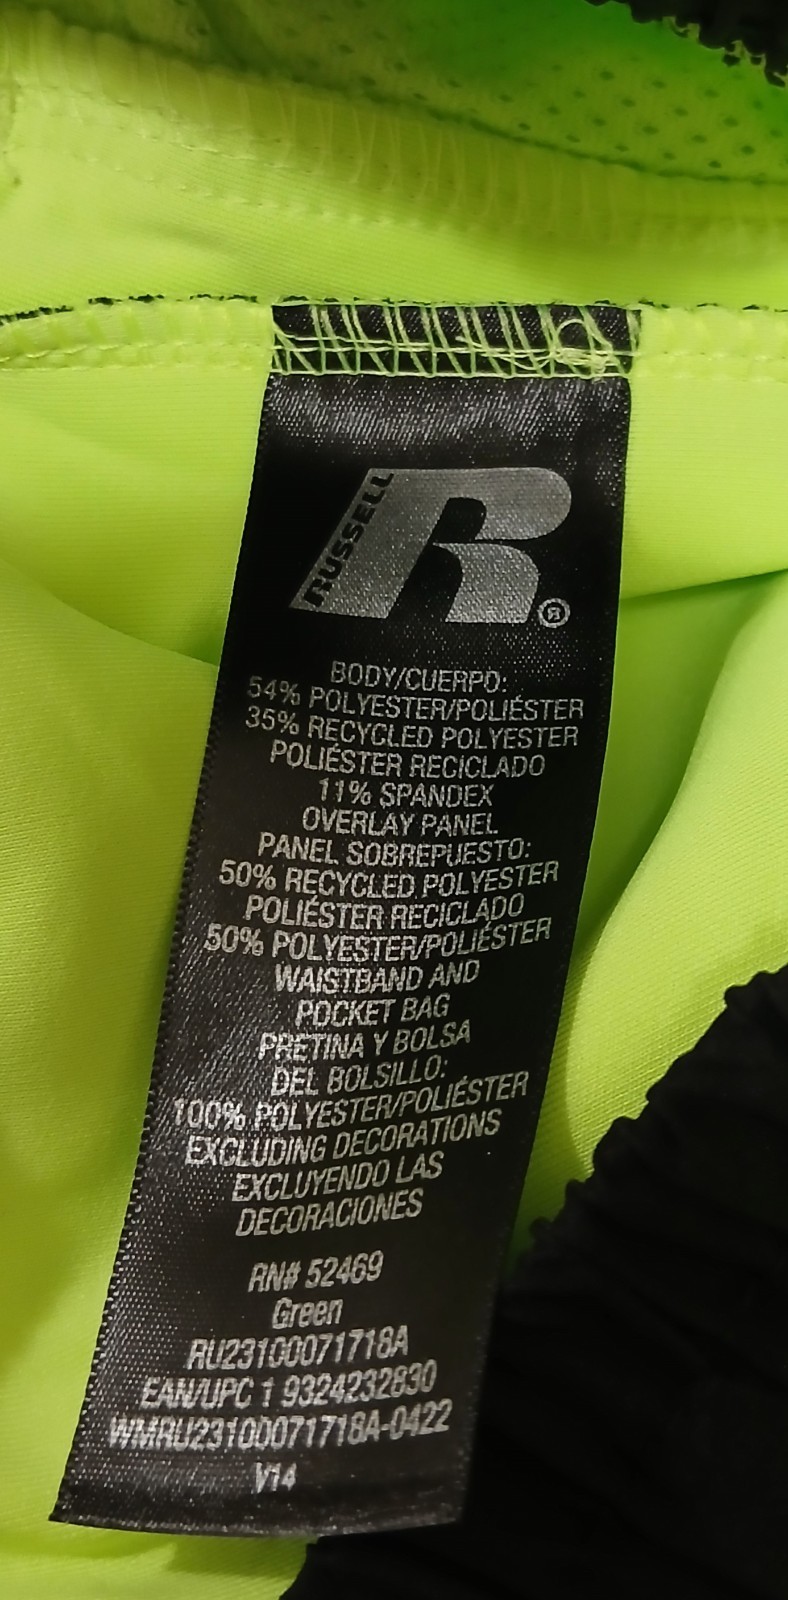 RUSSELL
R®
BODY/CUERPO:
54% POLYESTER/POLIÉSTER
35% RECYCLED POLYESTER
POLIÉSTER RECICLADO
11% SPANDEX
OVERLAY PANEL
PANEL SOBREPUESTO:
50% RECYCLED POLYESTER
POLIÉSTER RECICLADO
50% POLYESTER/POLIÉSTER
WAISTBAND AND
POCKET BAG
PRETINA Y BOLSA
DEL BOLSILLO:
100% POLYESTER/POLIÉSTER
EXCLUDING DECORATIONS
EXCLUYENDO LAS
DECORACIONES
RN# 52469
Green
RU23100071718A
EAN/UPC 1 9324232830
WMRU23100071718A-0422
V14